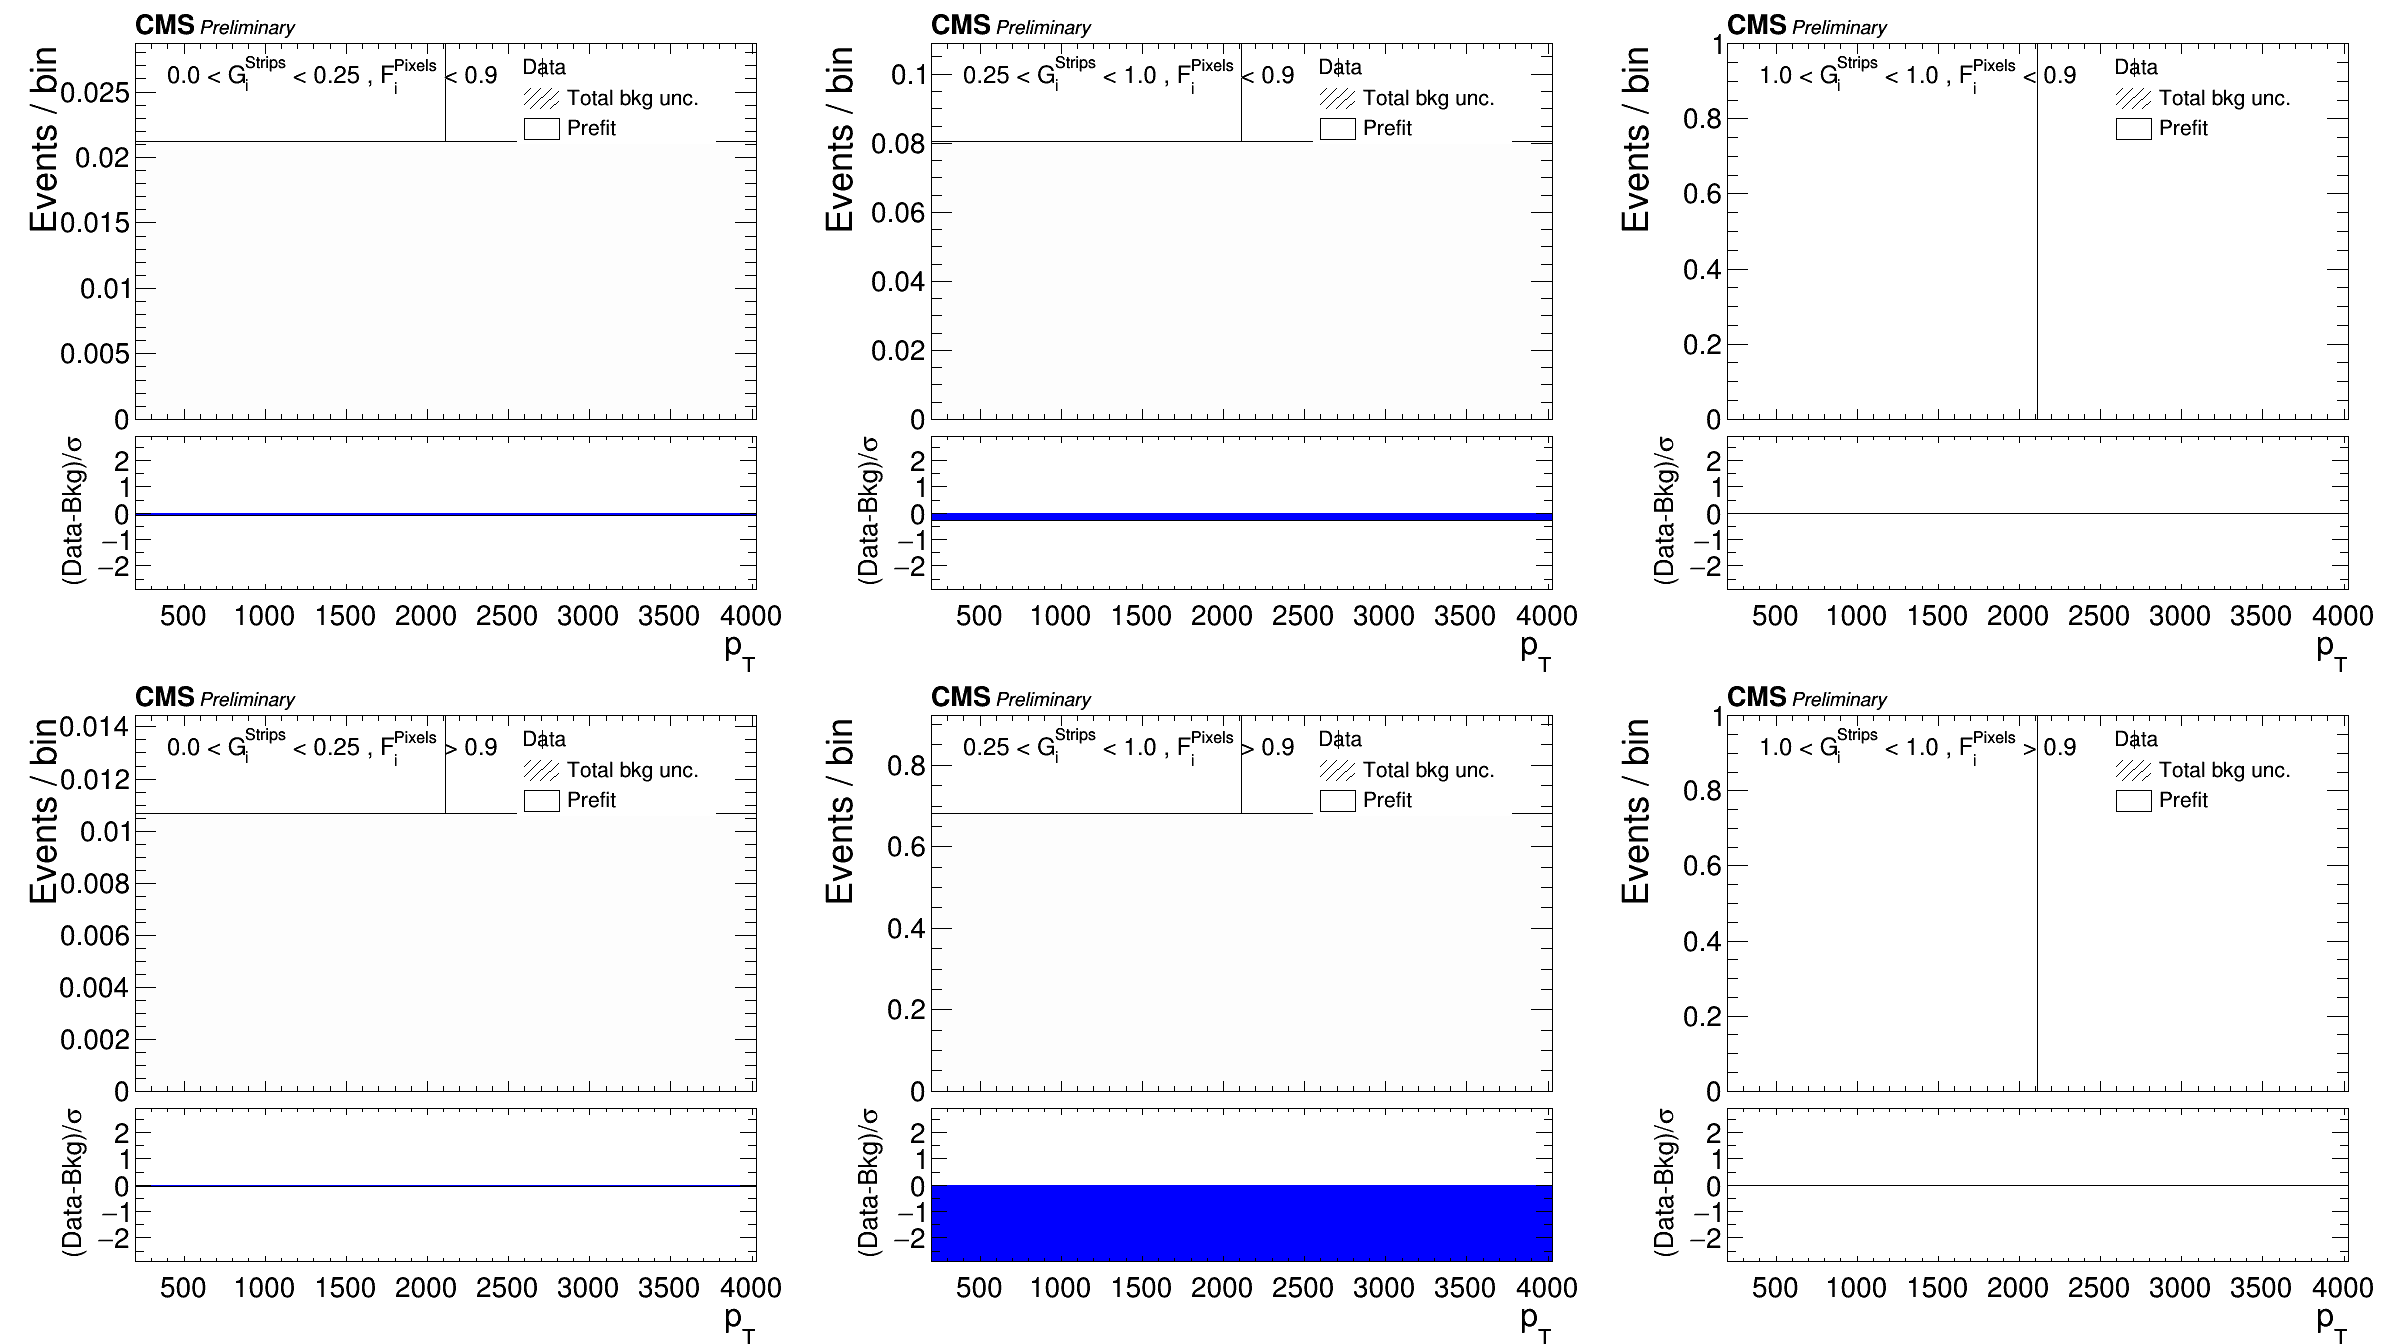 CMS Preliminary
Events / bin
0.0 < G_i^Strips < 0.25 , F_i^Pixels < 0.9
Data
Total bkg unc.
Prefit
0.025
0.02
0.015
0.01
0.005
0
(Data-Bkg)/σ
2
1
0
−1
−2
500 1000 1500 2000 2500 3000 3500 4000
p_T
CMS Preliminary
Events / bin
0.25 < G_i^Strips < 1.0 , F_i^Pixels < 0.9
Data
Total bkg unc.
Prefit
0.1
0.08
0.06
0.04
0.02
0
(Data-Bkg)/σ
2
1
0
−1
−2
500 1000 1500 2000 2500 3000 3500 4000
p_T
CMS Preliminary
Events / bin
1.0 < G_i^Strips < 1.0 , F_i^Pixels < 0.9
Data
Total bkg unc.
Prefit
1
0.8
0.6
0.4
0.2
0
(Data-Bkg)/σ
2
1
0
−1
−2
500 1000 1500 2000 2500 3000 3500 4000
p_T
CMS Preliminary
Events / bin
0.0 < G_i^Strips < 0.25 , F_i^Pixels > 0.9
Data
Total bkg unc.
Prefit
0.014
0.012
0.01
0.008
0.006
0.004
0.002
0
(Data-Bkg)/σ
2
1
0
−1
−2
500 1000 1500 2000 2500 3000 3500 4000
p_T
CMS Preliminary
Events / bin
0.25 < G_i^Strips < 1.0 , F_i^Pixels > 0.9
Data
Total bkg unc.
Prefit
0.8
0.6
0.4
0.2
0
(Data-Bkg)/σ
2
1
0
−1
−2
500 1000 1500 2000 2500 3000 3500 4000
p_T
CMS Preliminary
Events / bin
1.0 < G_i^Strips < 1.0 , F_i^Pixels > 0.9
Data
Total bkg unc.
Prefit
1
0.8
0.6
0.4
0.2
0
(Data-Bkg)/σ
2
1
0
−1
−2
500 1000 1500 2000 2500 3000 3500 4000
p_T